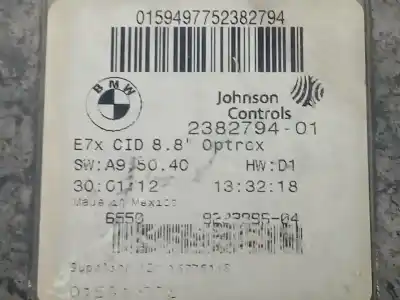 0159497752382794
BMW
Johnson
Controls
2382794-01
E7x CID 8.8" Optrex
SW:A9.50.40 HW:D1
30.01.12 13:32:18
Made in Mexico
6550